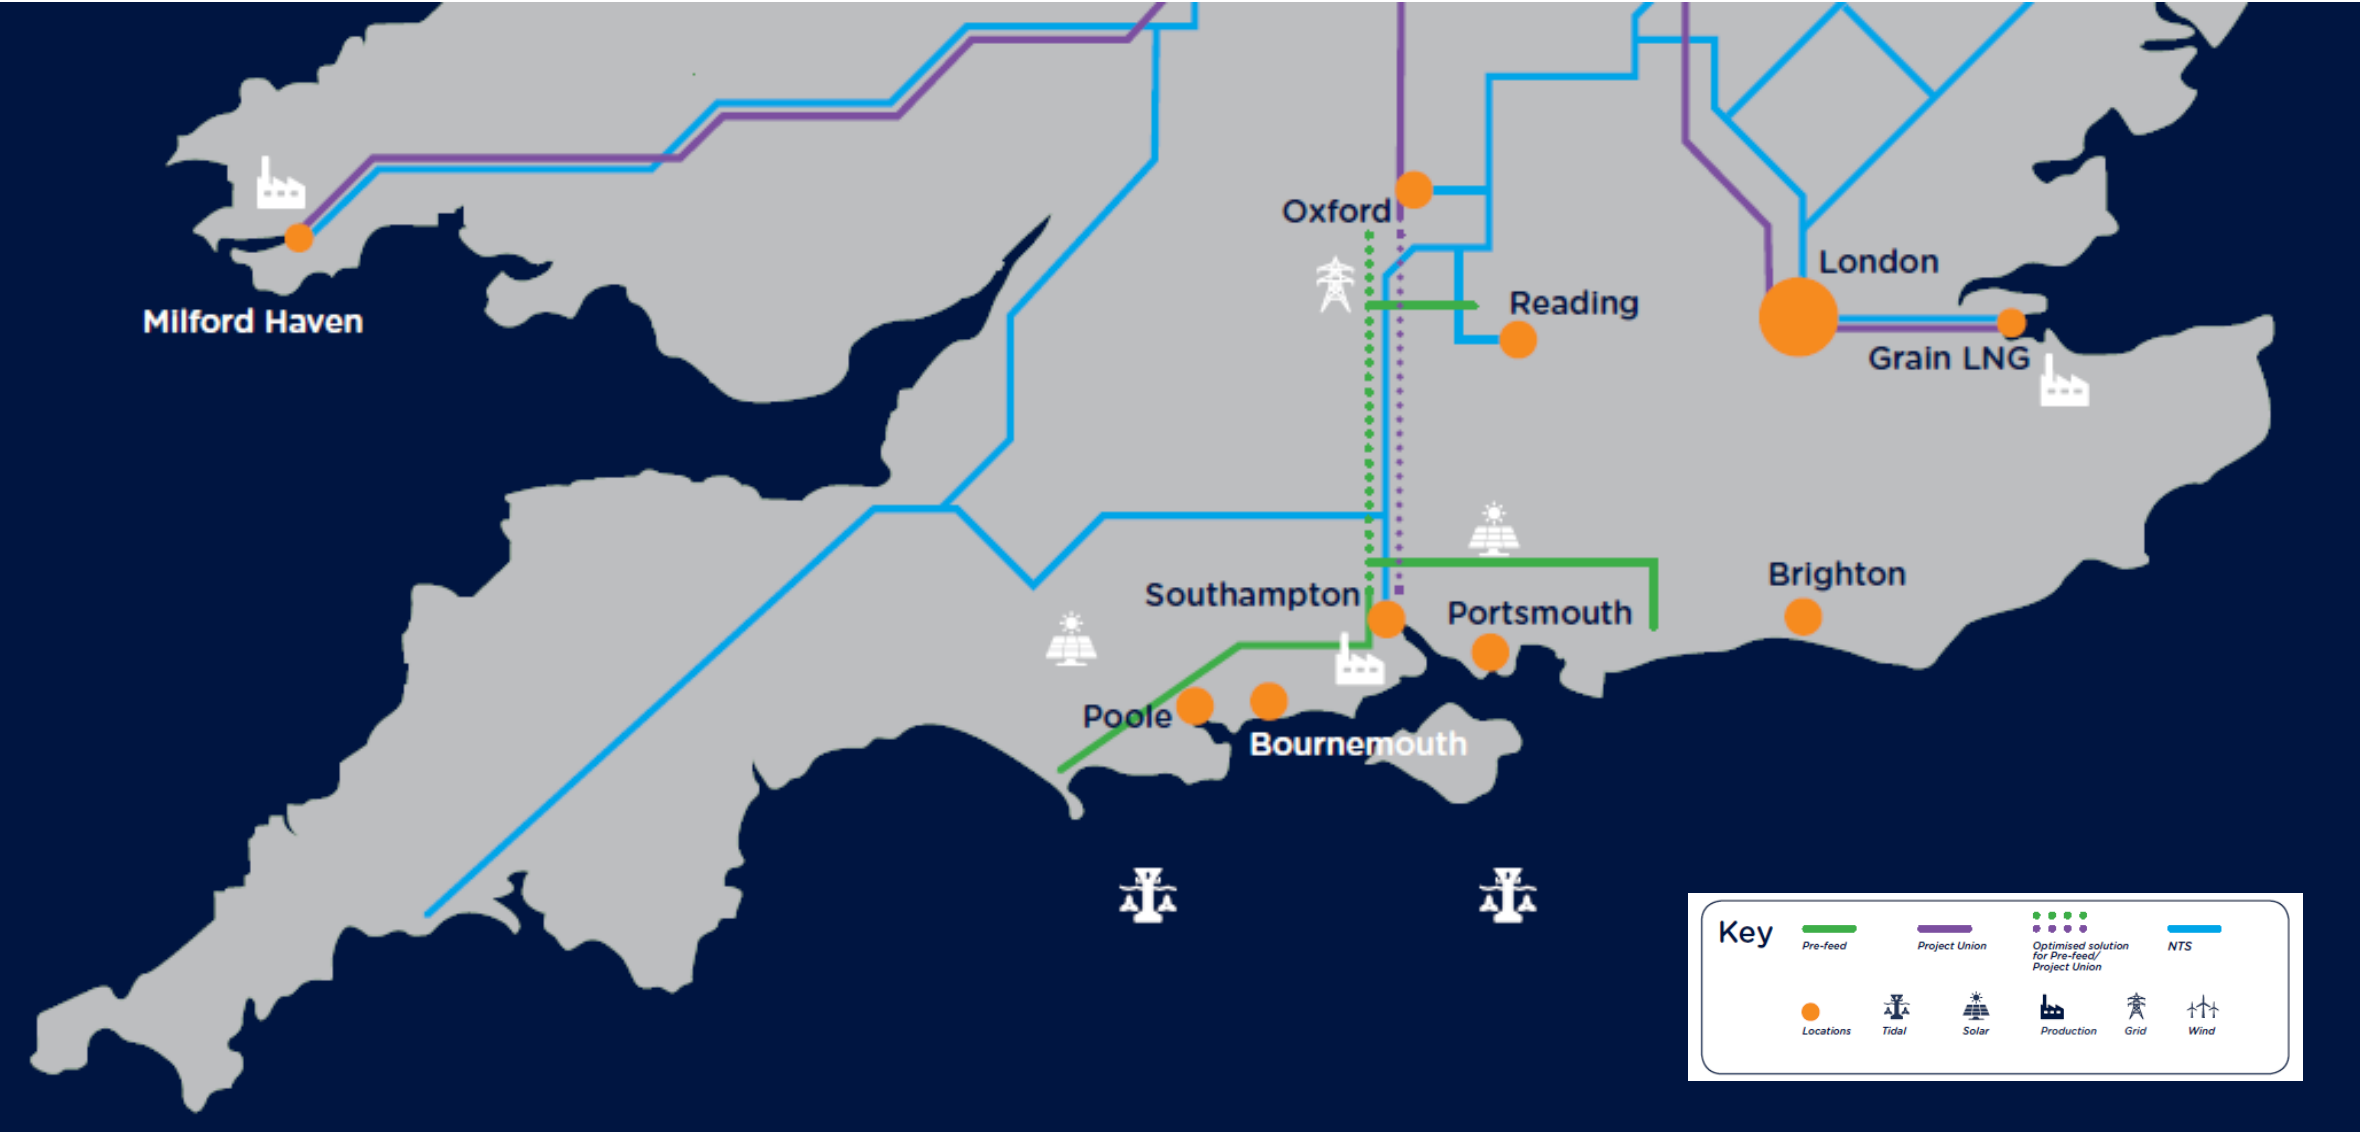 Oxford
London
Reading
Milford Haven
Grain LNG
Brighton
Southampton
Portsmouth
Poole
Bournemouth
Key
Pre-feed
Project Union
Optimised solution
for Pre-feed/
Project Union
NTS
Locations
Tidal
Solar
Production
Grid
Wind